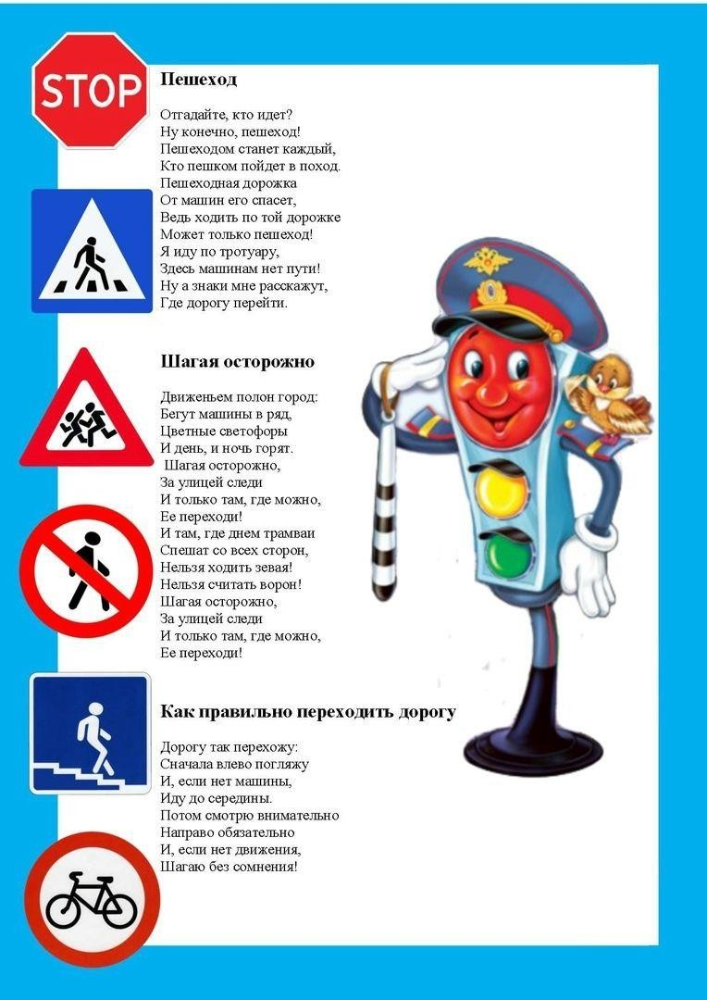 STOP
Пешеход
Отгадайте, кто идет?
Ну конечно, пешеход!
Пешеходом станет каждый,
Кто пешком пойдет в поход.
Пешеходная дорожка
От машин его спасет,
Ведь ходить по той дорожке
Может только пешеход!
Я иду по тротуару,
Здесь машинам нет пути!
Ну а знаки мне расскажут,
Где дорогу перейти.
Шагая осторожно
Движеньем полон город:
Бегут машины в ряд,
Цветные светофоры
И день, и ночь горят.
Шагая осторожно,
За улицей следи
И только там, где можно,
Ее переходи!
И там, где днем трамваи
Спешат со всех сторон,
Нельзя ходить зевая!
Нельзя считать ворон!
Шагая осторожно,
За улицей следи
И только там, где можно,
Ее переходи!
Как правильно переходить дорогу
Дорогу так перехожу:
Сначала влево погляжу
И, если нет машины,
Иду до середины.
Потом смотрю внимательно
Направо обязательно
И, если нет движения,
Шагаю без сомнения!